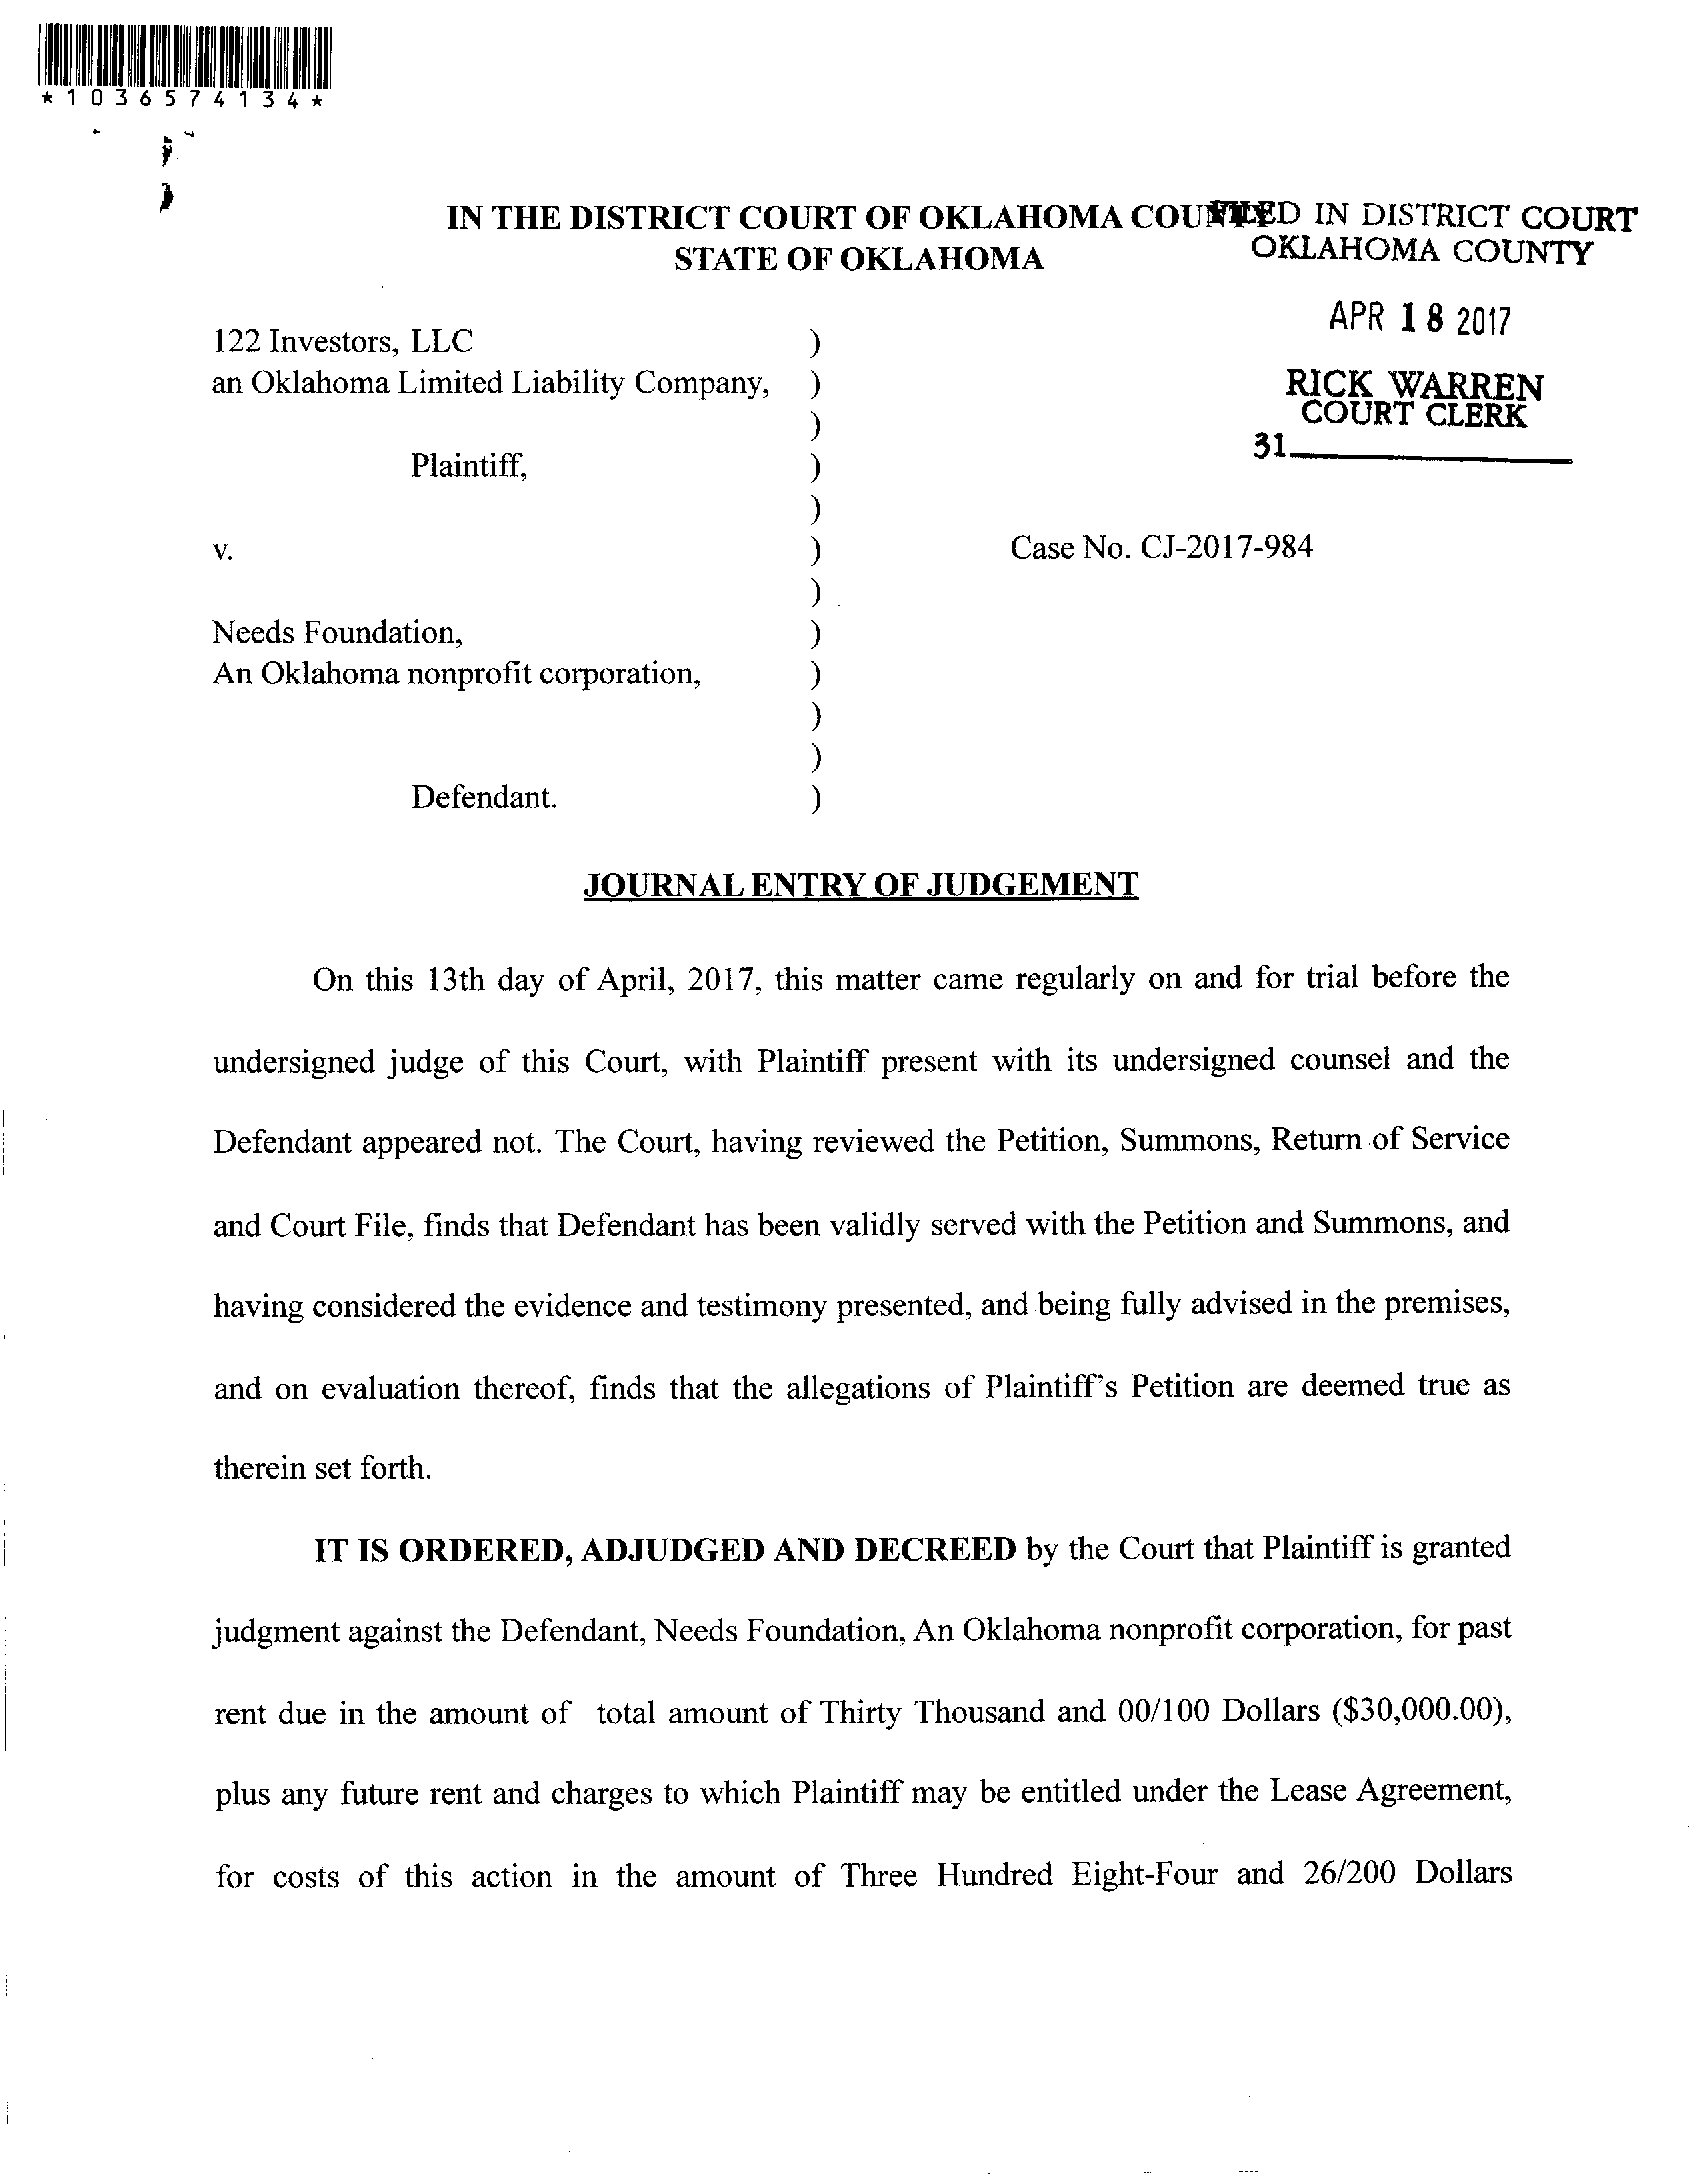 *1036574134*
IN THE DISTRICT COURT OF OKLAHOMA COUNTY
STATE OF OKLAHOMA
FILED IN DISTRICT COURT
OKLAHOMA COUNTY
APR 18 2017
RICK WARREN
COURT CLERK
31
122 Investors, LLC )
an Oklahoma Limited Liability Company, )
)
Plaintiff, )
)
v. ) Case No. CJ-2017-984
)
Needs Foundation, )
An Oklahoma nonprofit corporation, )
)
)
Defendant. )
JOURNAL ENTRY OF JUDGEMENT
On this 13th day of April, 2017, this matter came regularly on and for trial before the
undersigned judge of this Court, with Plaintiff present with its undersigned counsel and the
Defendant appeared not. The Court, having reviewed the Petition, Summons, Return of Service
and Court File, finds that Defendant has been validly served with the Petition and Summons, and
having considered the evidence and testimony presented, and being fully advised in the premises,
and on evaluation thereof, finds that the allegations of Plaintiff's Petition are deemed true as
therein set forth.
IT IS ORDERED, ADJUDGED AND DECREED by the Court that Plaintiff is granted
judgment against the Defendant, Needs Foundation, An Oklahoma nonprofit corporation, for past
rent due in the amount of total amount of Thirty Thousand and 00/100 Dollars ($30,000.00),
plus any future rent and charges to which Plaintiff may be entitled under the Lease Agreement,
for costs of this action in the amount of Three Hundred Eight-Four and 26/200 Dollars